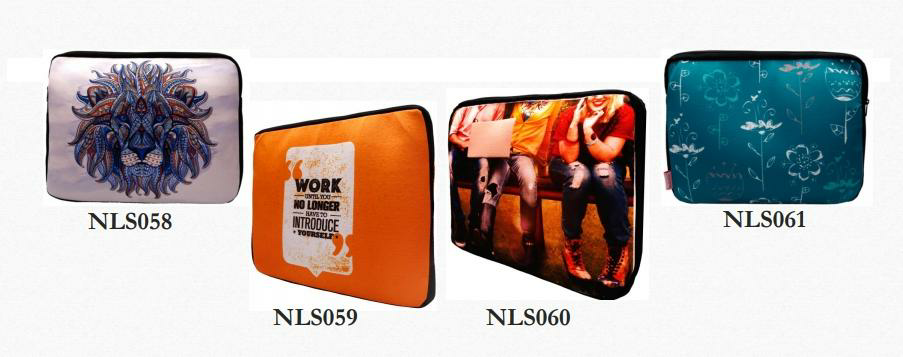 NLS058
“ WORK
UNTIL YOU
NO LONGER
HAVE TO
INTRODUCE
• YOURSELF • ”
NLS059
NLS060
NLS061